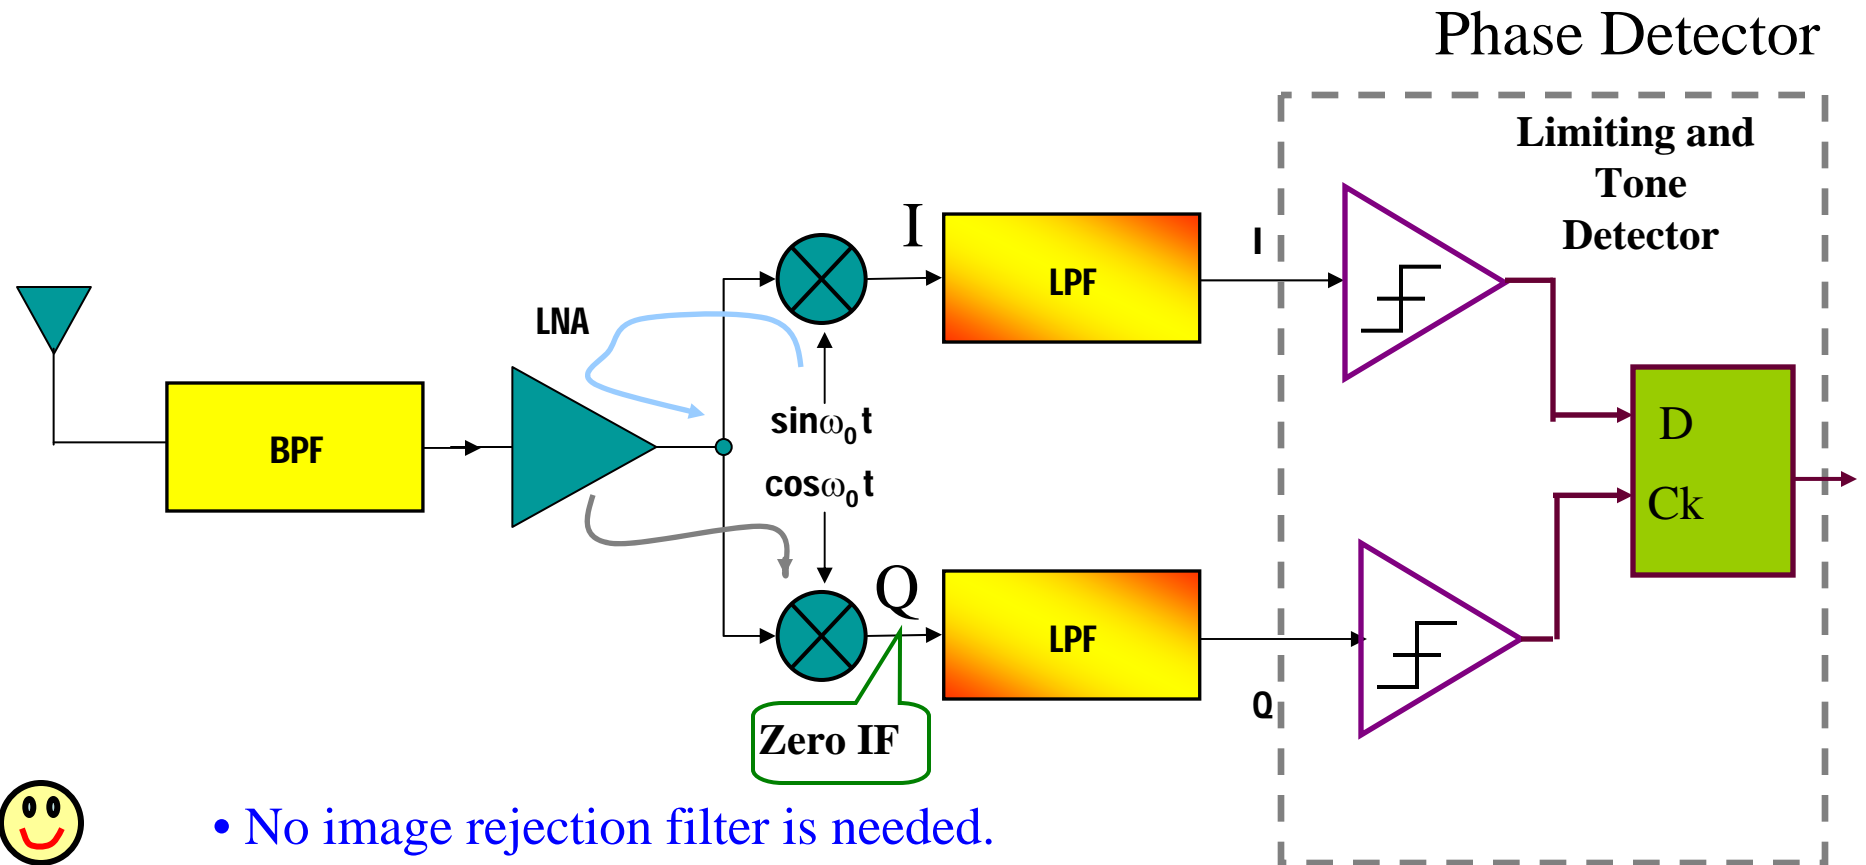 Phase Detector
Limiting and
Tone
Detector
I
I
LPF
LNA
sinω₀t
D
BPF
cosω₀t
Ck
Q
LPF
Q
Zero IF
• No image rejection filter is needed.